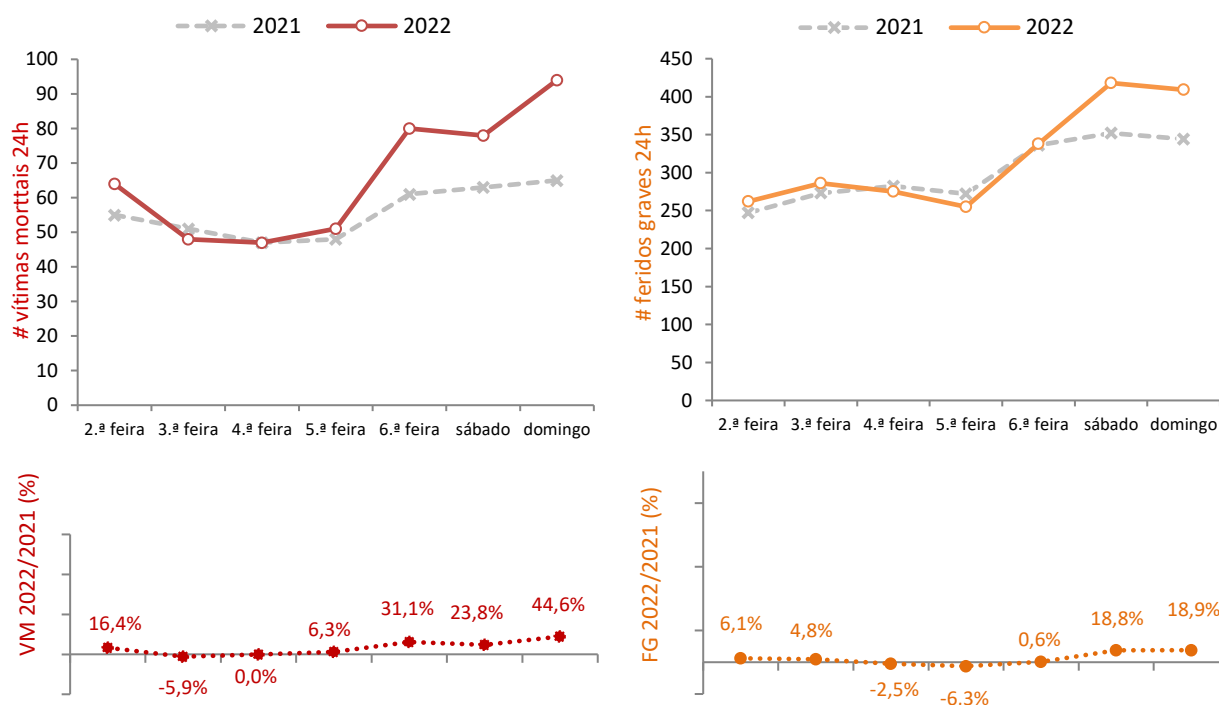 2021 2022
# vítimas morttais 24h
100
90
80
70
60
50
40
30
20
10
0
2.ª feira 3.ª feira 4.ª feira 5.ª feira 6.ª feira sábado domingo
2021 2022
# feridos graves 24h
450
400
350
300
250
200
150
100
50
0
2.ª feira 3.ª feira 4.ª feira 5.ª feira 6.ª feira sábado domingo
VM 2022/2021 (%)
16,4% -5,9% 0,0% 6,3% 31,1% 23,8% 44,6%
FG 2022/2021 (%)
6,1% 4,8% -2,5% -6.3% 0,6% 18,8% 18,9%